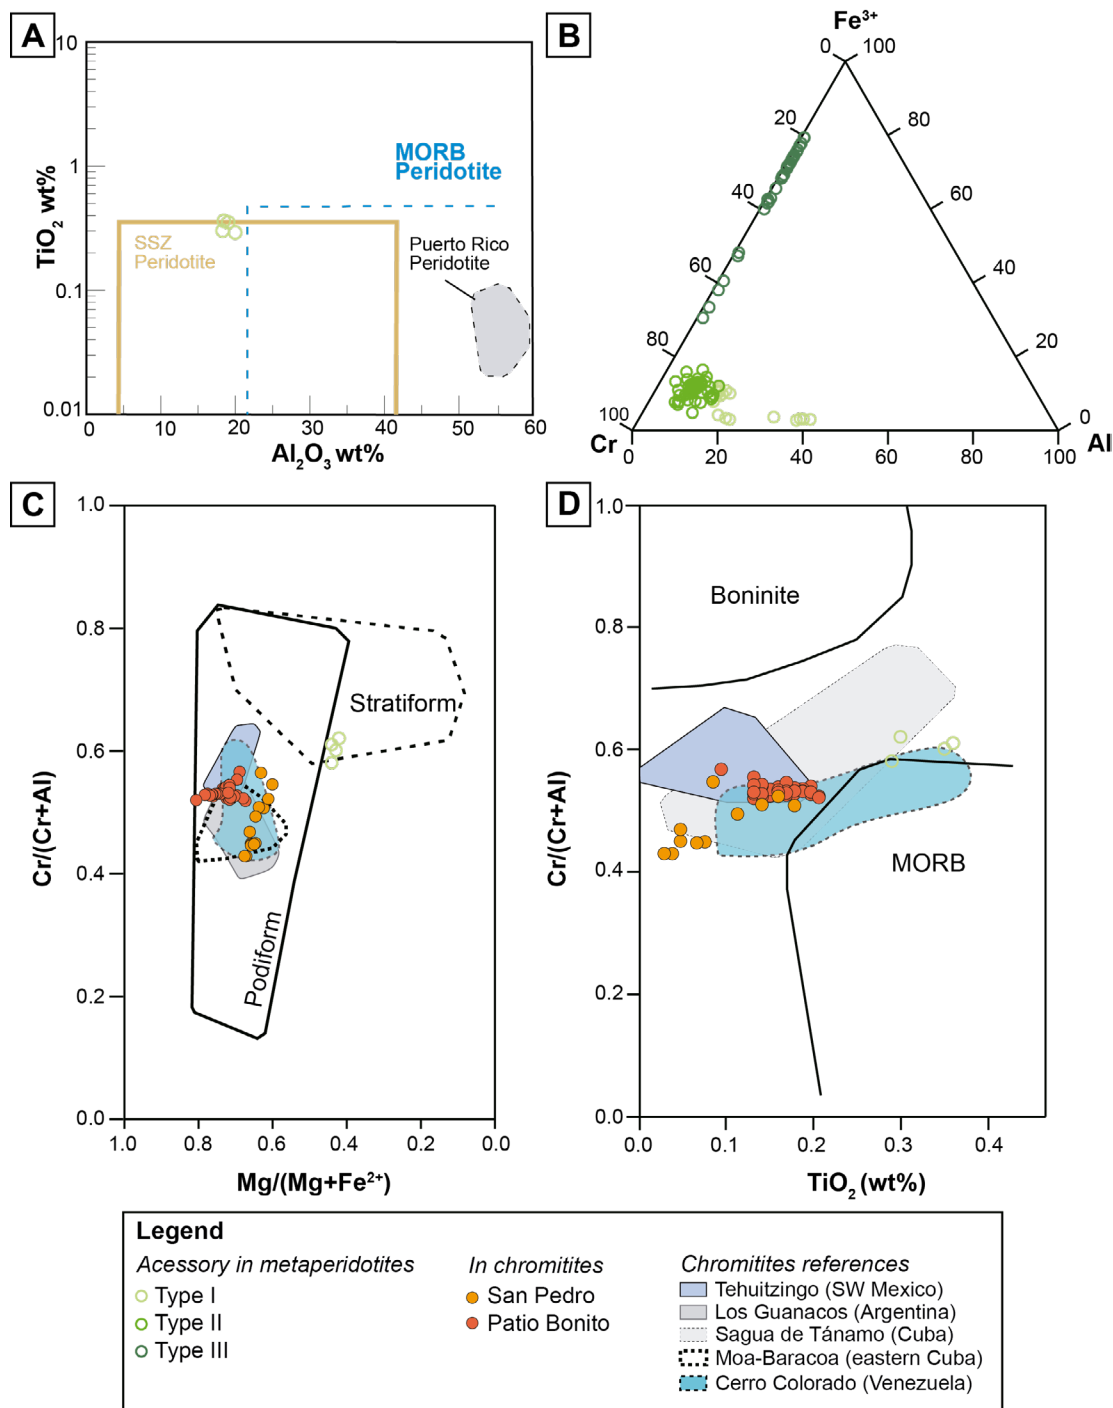 A
10
1
0.1
0.01
TiO2 wt%
MORB
Peridotite
SSZ
Peridotite
Puerto Rico
Peridotite
0
10
20
30
40
50
60
Al2O3 wt%
B
Fe3+
0
100
20
80
40
60
60
40
80
20
100
0
Cr
Al
0
20
40
60
80
100
C
1.0
0.8
0.6
0.4
0.2
0.0
Cr/(Cr+Al)
Stratiform
Podiform
1.0
0.8
0.6
0.4
0.2
0.0
Mg/(Mg+Fe2+)
D
1.0
0.8
0.6
0.4
0.2
0.0
Cr/(Cr+Al)
Boninite
MORB
0.0
0.1
0.2
0.3
0.4
TiO2 (wt%)
Legend
Acessory in metaperidotites
Type I
Type II
Type III
In chromitites
San Pedro
Patio Bonito
Chromitites references
Tehuitzingo (SW Mexico)
Los Guanacos (Argentina)
Sagua de Tánamo (Cuba)
Moa-Baracoa (eastern Cuba)
Cerro Colorado (Venezuela)